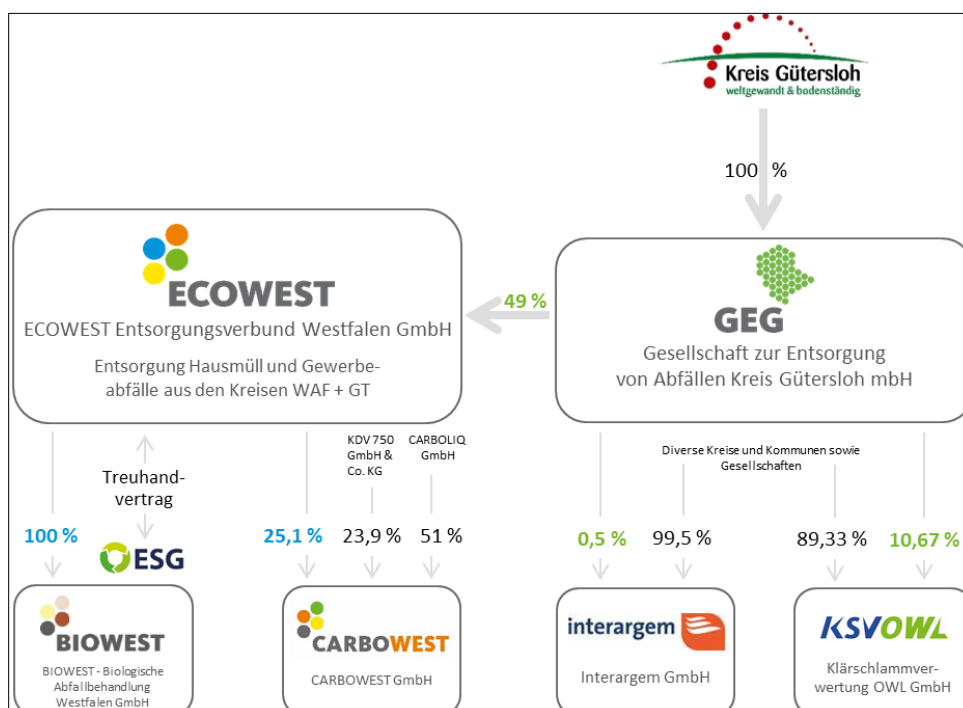 Kreis Gütersloh
weltgewandt & bodenständig
100 %
ECOWEST
ECOWEST Entsorgungsverbund Westfalen GmbH
Entsorgung Hausmüll und Gewerbe-
abfälle aus den Kreisen WAF + GT
49 %
GEG
Gesellschaft zur Entsorgung
von Abfällen Kreis Gütersloh mbH
Treuhand-
vertrag
KDV 750
GmbH &
Co. KG
CARBOLIQ
GmbH
Diverse Kreise und Kommunen sowie
Gesellschaften
100 %
ESG
25,1 %
23,9 %
51 %
0,5 %
99,5 %
89,33 %
10,67 %
BIOWEST
BIOWEST - Biologische
Abfallbehandlung
Westfalen GmbH
CARBOWEST
CARBOWEST GmbH
interargem
Interargem GmbH
KSVOWL
Klärschlammver-
wertung OWL GmbH